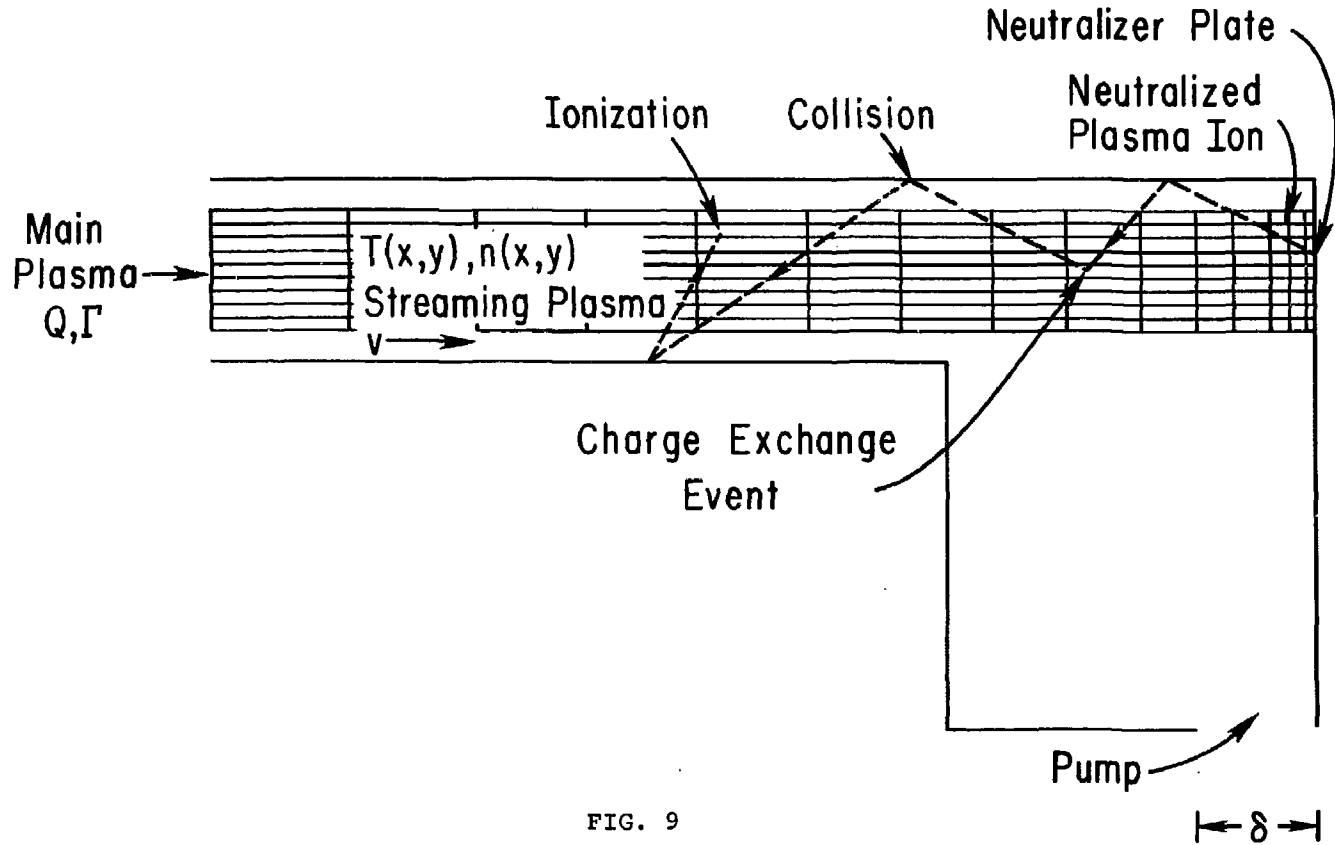 Neutralizer Plate
Ionization
Collision
Neutralized
Plasma Ion
Main
Plasma
Q,Γ
T(x,y),n(x,y)
Streaming Plasma
v
Charge Exchange
Event
Pump
FIG. 9
δ